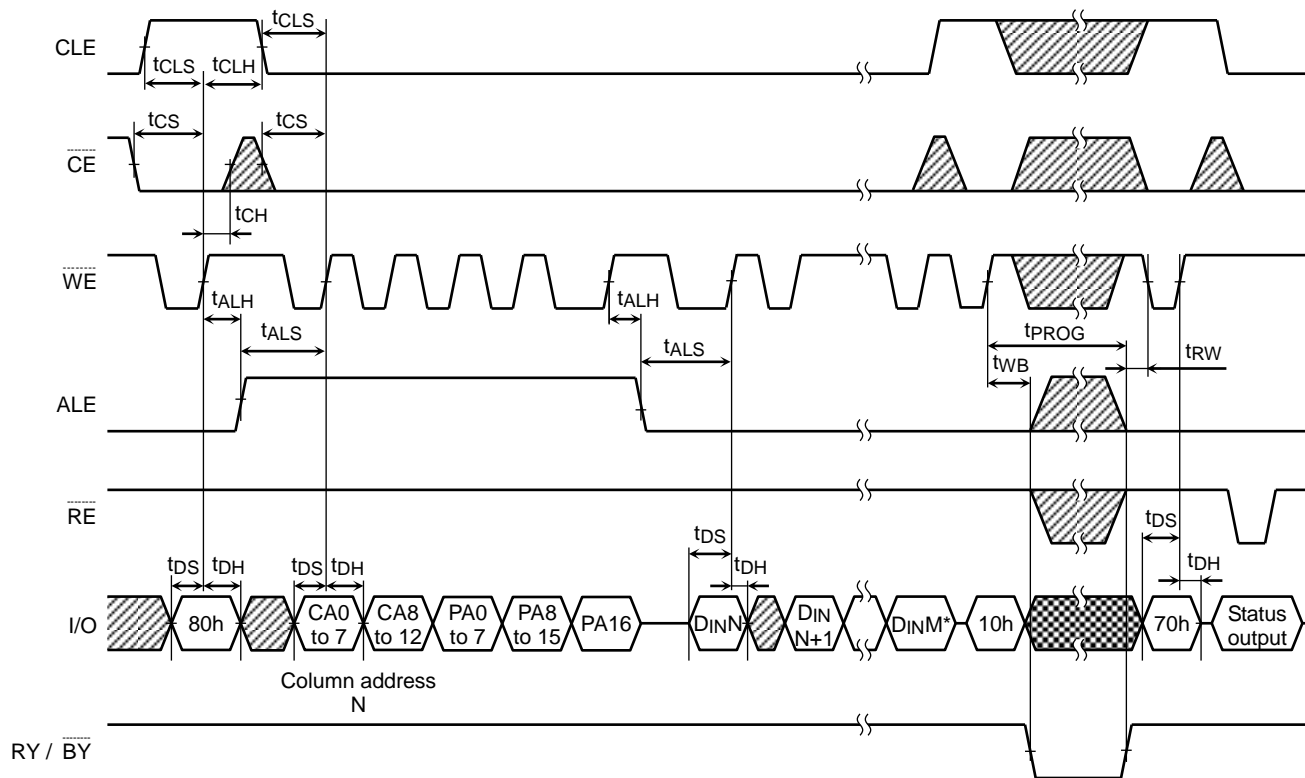 tCLS
CLE
tCLS tCLH
tCS tCS
CE
tCH
WE
tALH tALH
tALS tPROG
tALS tWB tRW
ALE
RE
tDS tDS
tDS tDH tDS tDH tDH tDH
I/O 80h CA0 to 7 CA8 to 12 PA0 to 7 PA8 to 15 PA16 DINN DIN N+1 DINM* 10h 70h Status output
Column address
N
RY / BY